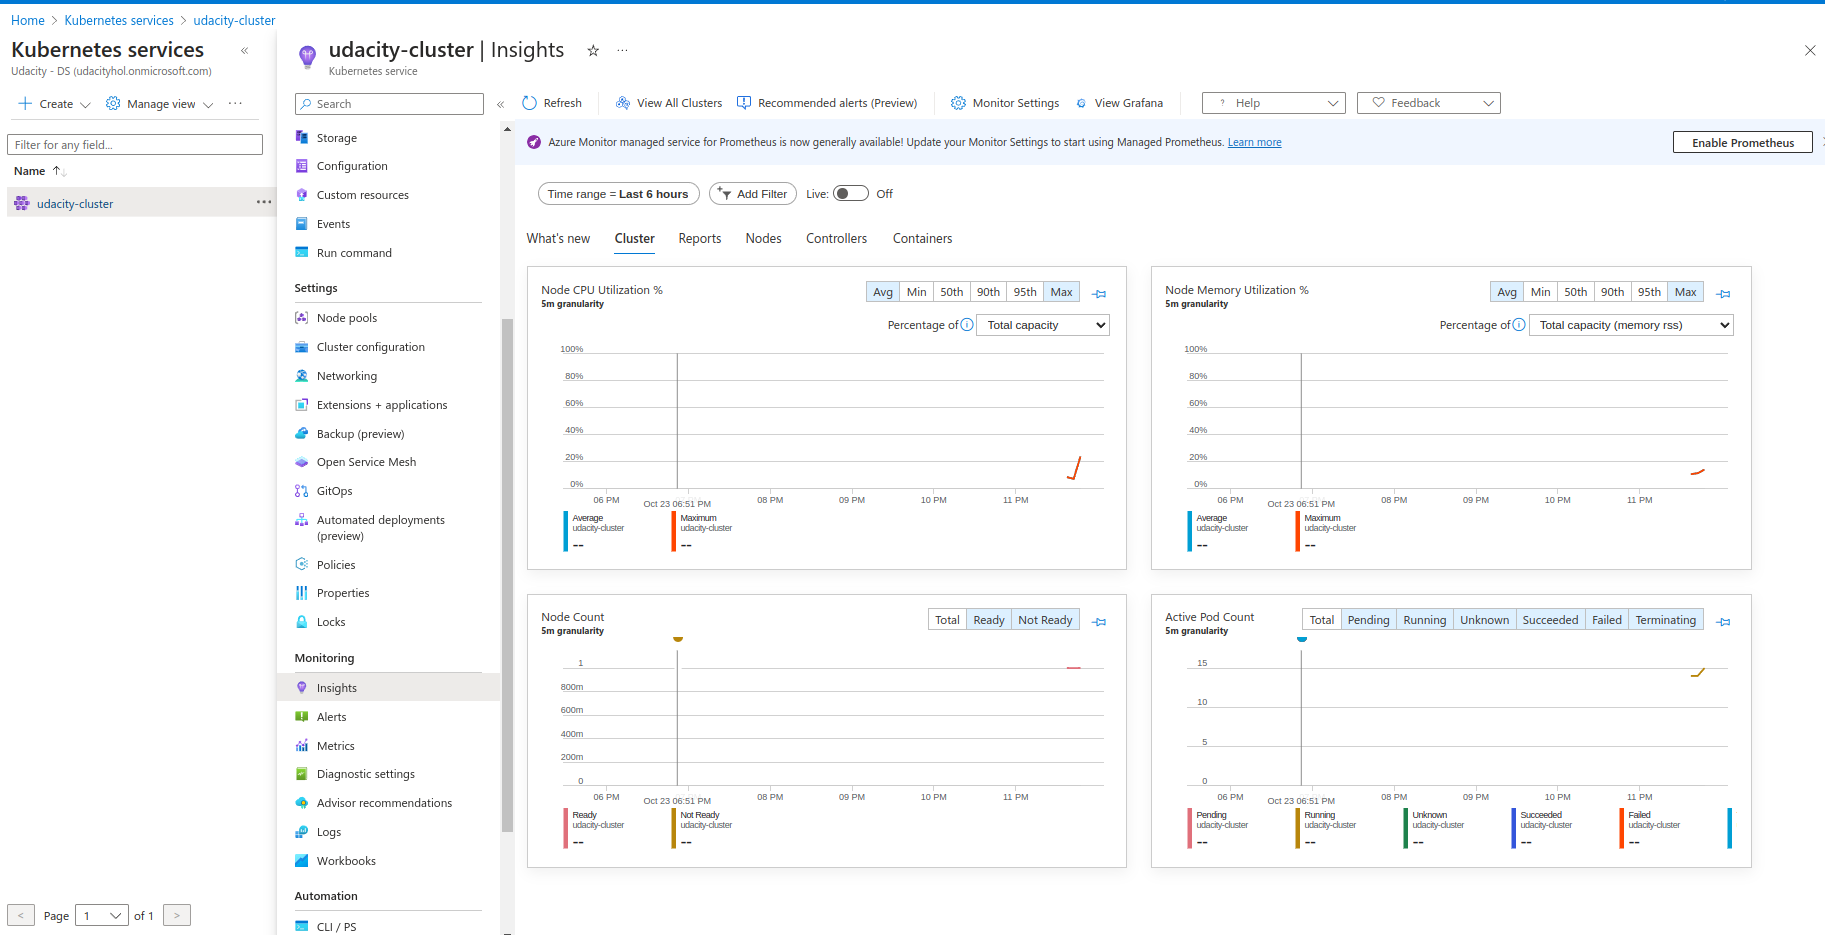 Home > Kubernetes services > udacity-cluster
Kubernetes services «
Udacity - DS (udacityhol.onmicrosoft.com)
+ Create Manage view ...
Filter for any field...
Name ↑↓
udacity-cluster ...
< Page 1 of 1 >
udacity-cluster | Insights ☆ ...
Kubernetes service
Search «
Storage
Configuration
Custom resources
Events
Run command
Settings
Node pools
Cluster configuration
Networking
Extensions + applications
Backup (preview)
Open Service Mesh
GitOps
Automated deployments
(preview)
Policies
Properties
Locks
Monitoring
Insights
Alerts
Metrics
Diagnostic settings
Advisor recommendations
Logs
Workbooks
Automation
CLI / PS
Refresh View All Clusters Recommended alerts (Preview) Monitor Settings View Grafana ? Help Feedback
Azure Monitor managed service for Prometheus is now generally available! Update your Monitor Settings to start using Managed Prometheus. Learn more Enable Prometheus
Time range = Last 6 hours Add Filter Live: Off
What's new Cluster Reports Nodes Controllers Containers
Node CPU Utilization %
5m granularity
Avg Min 50th 90th 95th Max
Percentage of Total capacity
100%
80%
60%
40%
20%
0%
06 PM Oct 23 06:51 PM 08 PM 09 PM 10 PM 11 PM
Average Maximum
udacity-cluster udacity-cluster
-- --
Node Memory Utilization %
5m granularity
Avg Min 50th 90th 95th Max
Percentage of Total capacity (memory rss)
100%
80%
60%
40%
20%
0%
06 PM Oct 23 06:51 PM 08 PM 09 PM 10 PM 11 PM
Average Maximum
udacity-cluster udacity-cluster
-- --
Node Count
5m granularity
Total Ready Not Ready
1
800m
600m
400m
200m
0
06 PM Oct 23 06:51 PM 08 PM 09 PM 10 PM 11 PM
Ready Not Ready
udacity-cluster udacity-cluster
-- --
Active Pod Count
5m granularity
Total Pending Running Unknown Succeeded Failed Terminating
15
10
5
0
06 PM Oct 23 06:51 PM 08 PM 09 PM 10 PM 11 PM
Pending Running Unknown Succeeded Failed
udacity-cluster udacity-cluster udacity-cluster udacity-cluster udacity-cluster
-- -- -- -- --